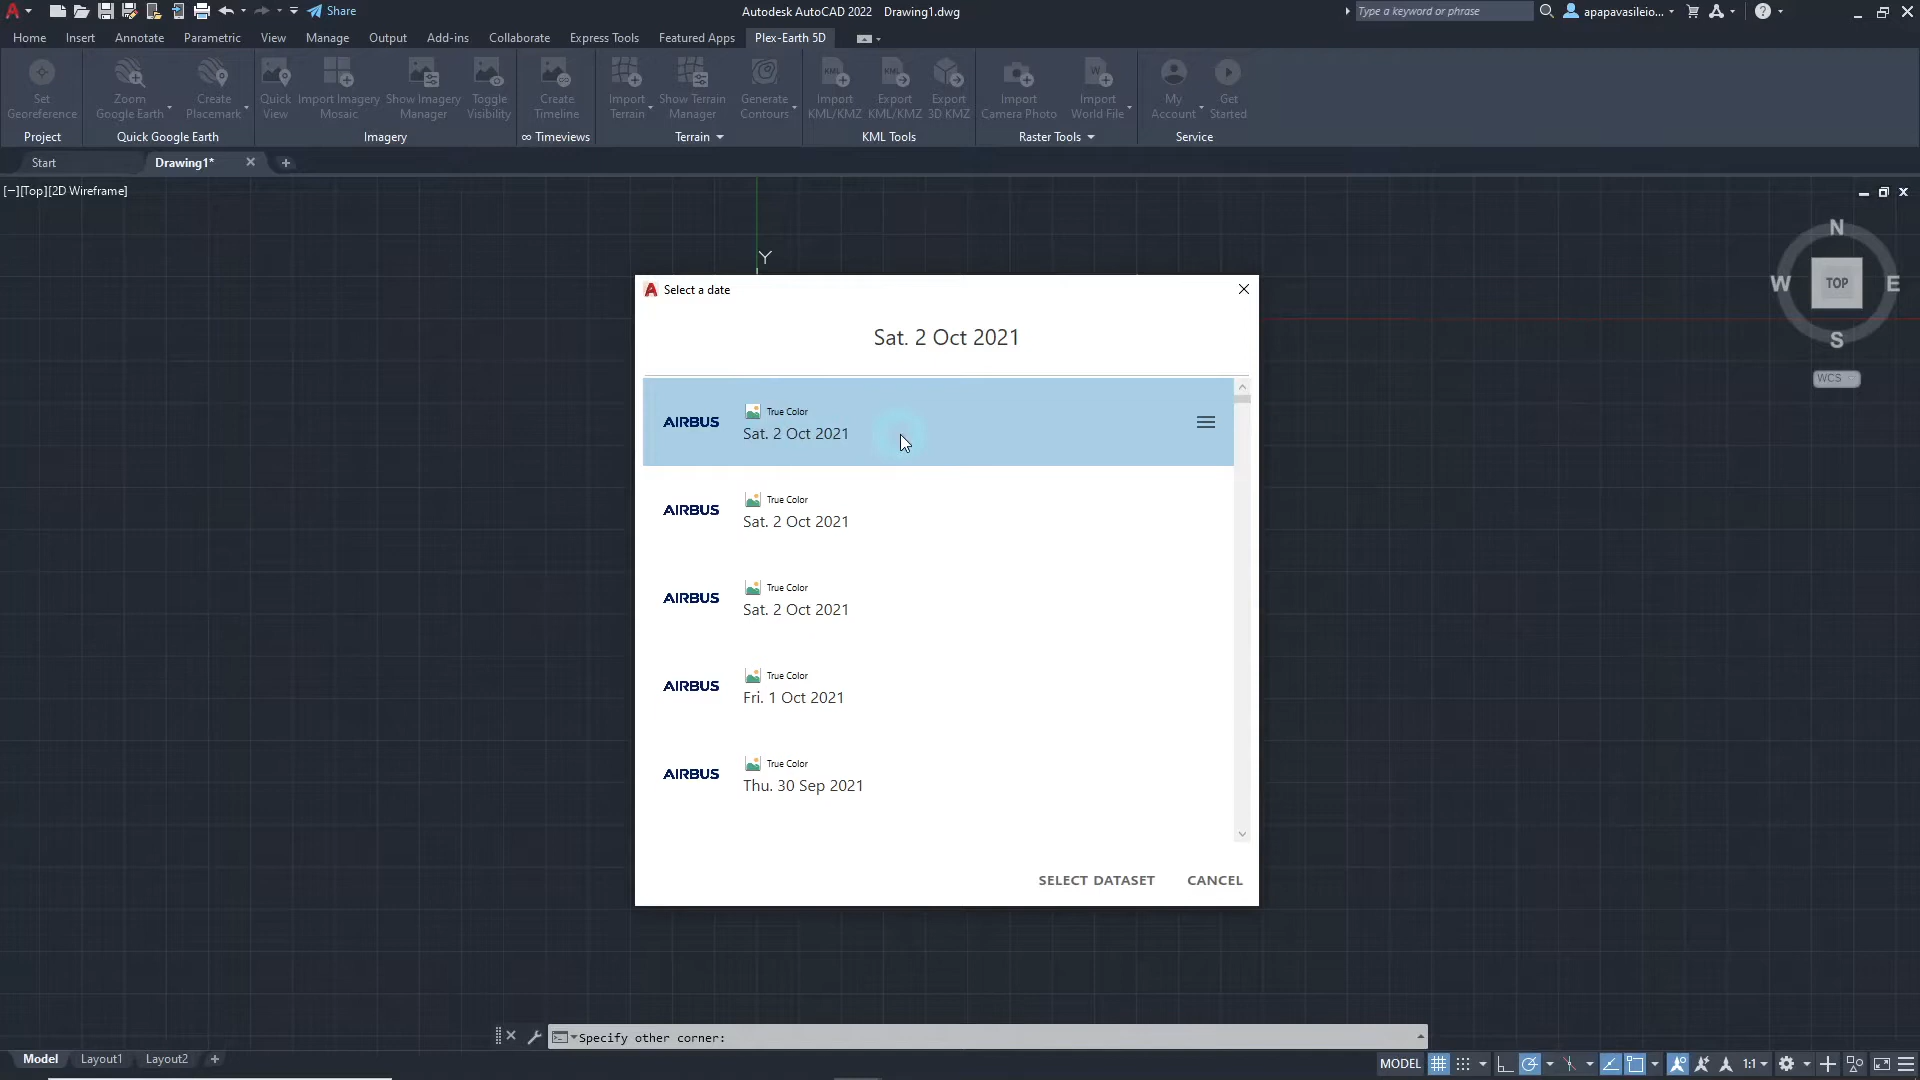 Share
Autodesk AutoCAD 2022 Drawing1.dwg
Type a keyword or phrase
apapavasileio...
Home Insert Annotate Parametric View Manage Output Add-ins Collaborate Express Tools Featured Apps Plex-Earth 5D
Set Georeference
Zoom Google Earth
Create Placemark
Quick View
Import Imagery Mosaic
Show Imagery Manager
Toggle Visibility
Create Timeline
Import Terrain
Show Terrain Manager
Generate Contours
Import KML/KMZ
Export KML/KMZ
Export 3D KMZ
Import Camera Photo
Import World File
My Account
Get Started
Project Quick Google Earth Imagery ∞ Timeviews Terrain KML Tools Raster Tools Service
Start Drawing1*
[−][Top][2D Wireframe]
Y
N
W TOP E
S
WCS
A Select a date
Sat. 2 Oct 2021
AIRBUS
True Color
Sat. 2 Oct 2021
AIRBUS
True Color
Sat. 2 Oct 2021
AIRBUS
True Color
Sat. 2 Oct 2021
AIRBUS
True Color
Fri. 1 Oct 2021
AIRBUS
True Color
Thu. 30 Sep 2021
SELECT DATASET CANCEL
Specify other corner:
Model Layout1 Layout2
MODEL 1:1